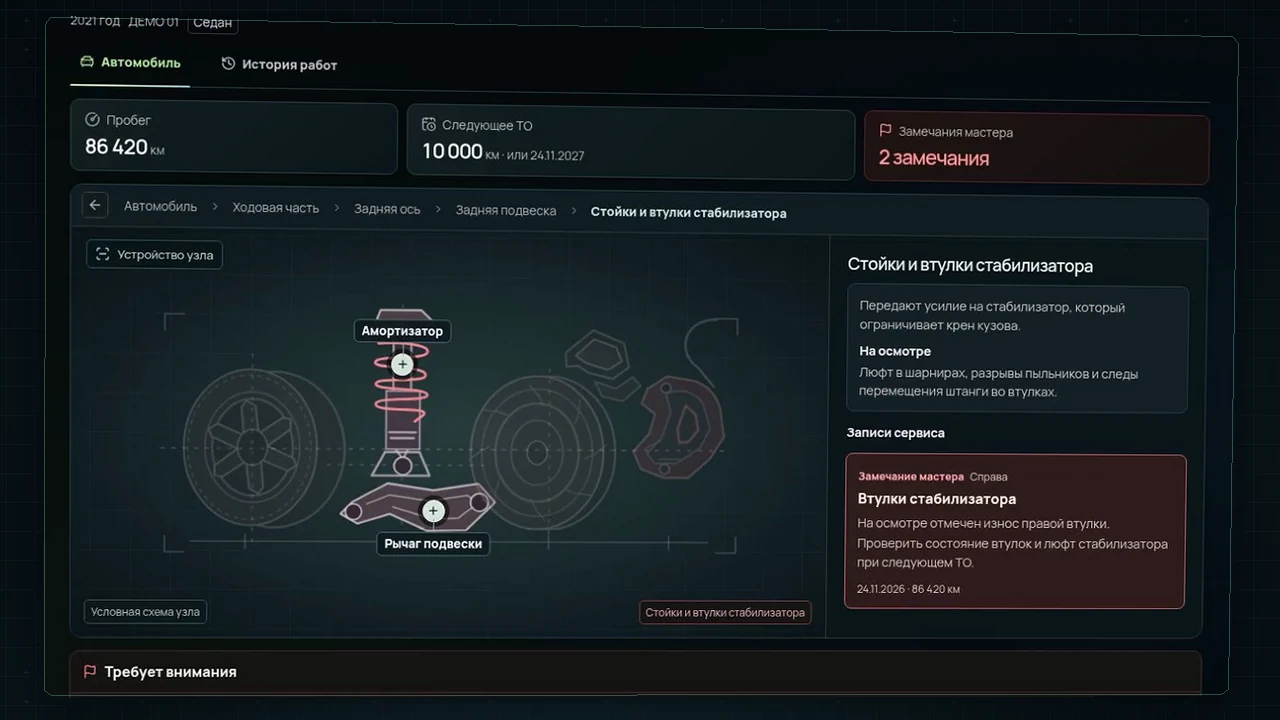 2021 год ДЕМО 01 Седан
Автомобиль
История работ
Пробег
86 420 км
Следующее ТО
10 000 км · или 24.11.2027
Замечания мастера
2 замечания
Автомобиль > Ходовая часть > Задняя ось > Задняя подвеска > Стойки и втулки стабилизатора
Устройство узла
Амортизатор
Рычаг подвески
Условная схема узла
Стойки и втулки стабилизатора
Стойки и втулки стабилизатора
Передают усилие на стабилизатор, который
ограничивает крен кузова.
На осмотре
Люфт в шарнирах, разрывы пыльников и следы
перемещения штанги во втулках.
Записи сервиса
Замечание мастера Справа
Втулки стабилизатора
На осмотре отмечен износ правой втулки.
Проверить состояние втулок и люфт стабилизатора
при следующем ТО.
24.11.2026 · 86 420 км
Требует внимания